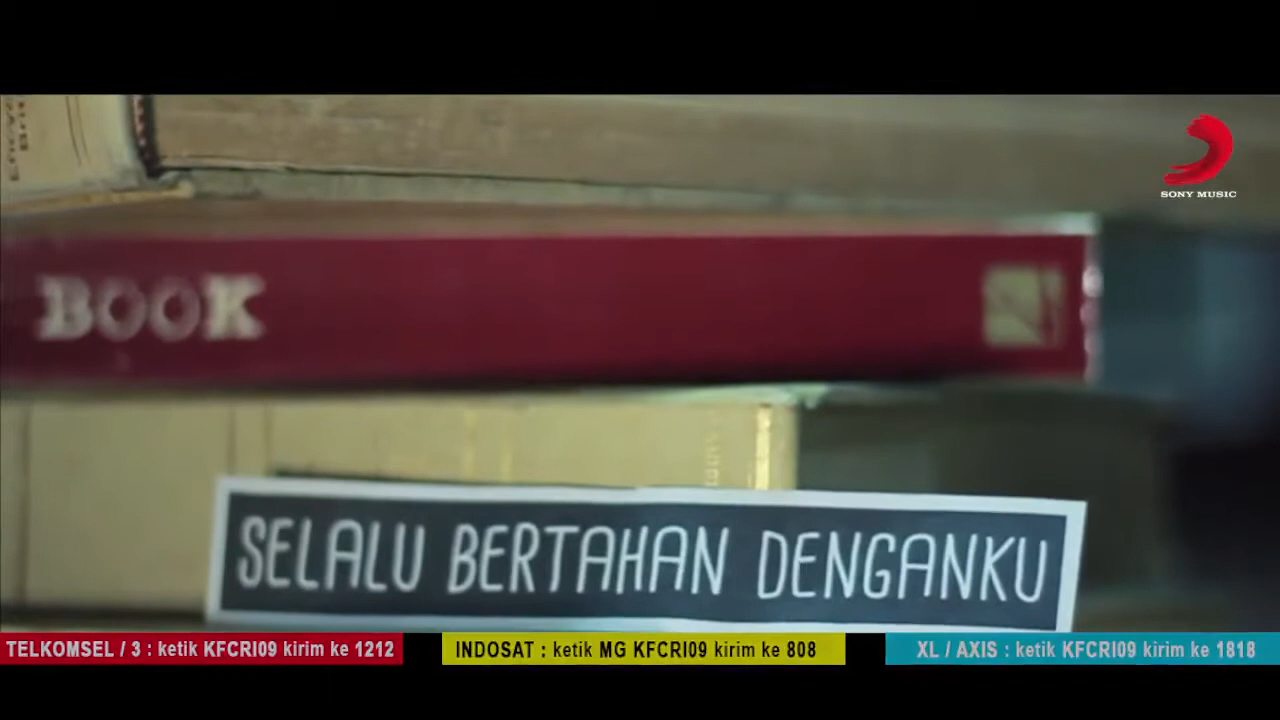 SONY MUSIC
BOOK
SELALU BERTAHAN DENGANKU
TELKOMSEL / 3 : ketik KFCRI09 kirim ke 1212
INDOSAT : ketik MG KFCRI09 kirim ke 808
XL / AXIS : ketik KFCRI09 kirim ke 1818